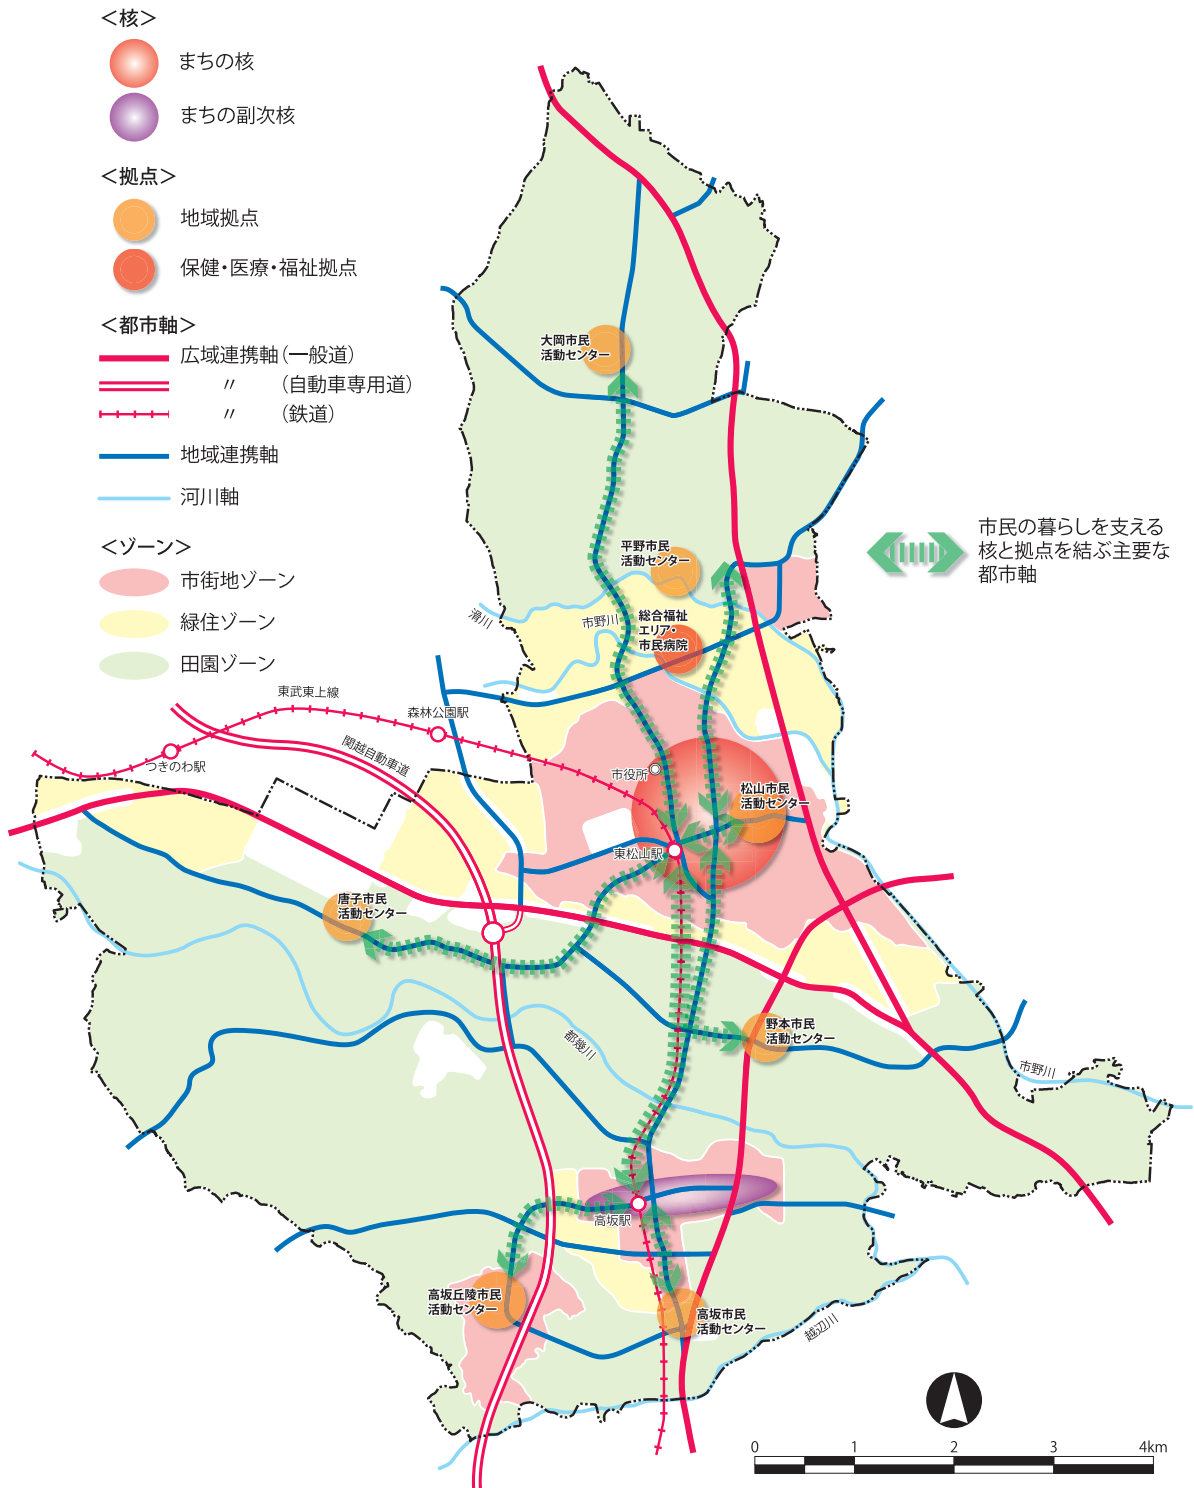 ＜核＞
まちの核
まちの副次核
＜拠点＞
地域拠点
保健・医療・福祉拠点
＜都市軸＞
広域連携軸（一般道）
〃 （自動車専用道）
〃 （鉄道）
地域連携軸
河川軸
＜ゾーン＞
市街地ゾーン
緑住ゾーン
田園ゾーン
市民の暮らしを支える
核と拠点を結ぶ主要な
都市軸
大岡市民
活動センター
平野市民
活動センター
滑川
市野川
総合福祉
エリア・
市民病院
東武東上線
森林公園駅
つきのわ駅
関越自動車道
市役所
松山市民
活動センター
東松山駅
唐子市民
活動センター
野本市民
活動センター
都幾川
市野川
高坂駅
高坂丘陵市民
活動センター
高坂市民
活動センター
越辺川
0 1 2 3 4km